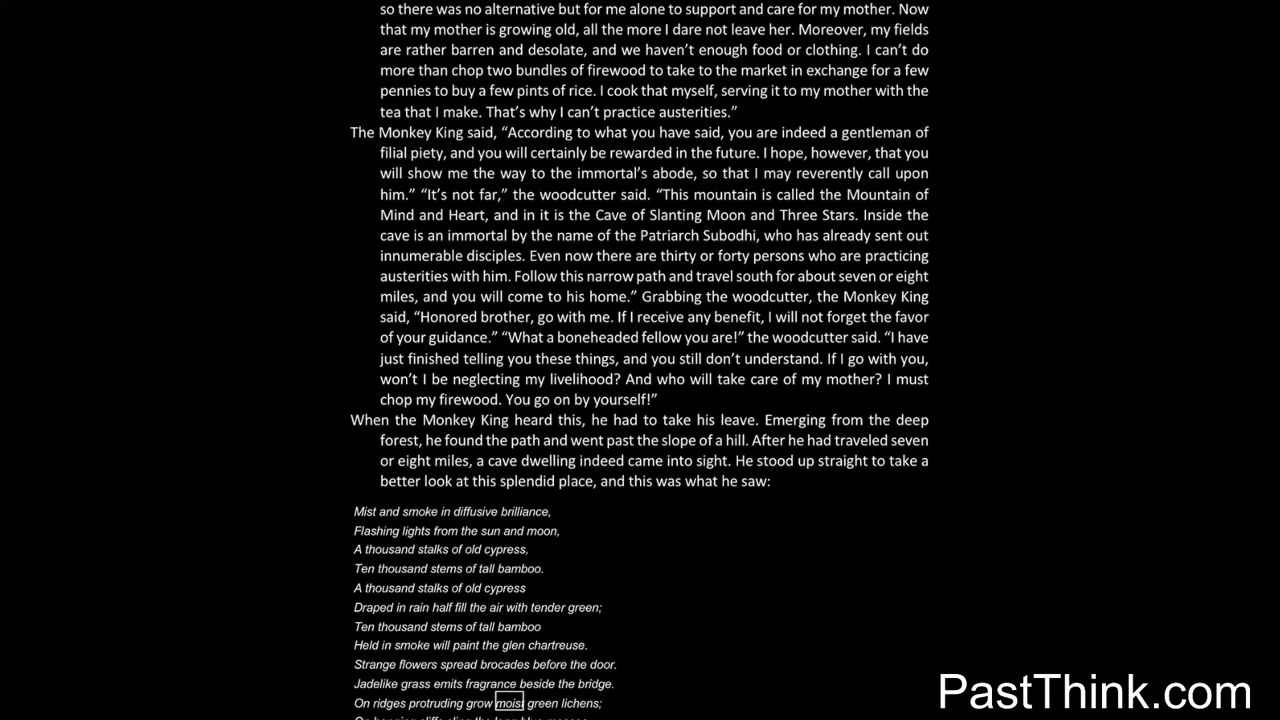 so there was no alternative but for me alone to support and care for my mother. Now
that my mother is growing old, all the more I dare not leave her. Moreover, my fields
are rather barren and desolate, and we haven’t enough food or clothing. I can’t do
more than chop two bundles of firewood to take to the market in exchange for a few
pennies to buy a few pints of rice. I cook that myself, serving it to my mother with the
tea that I make. That’s why I can’t practice austerities.”
The Monkey King said, “According to what you have said, you are indeed a gentleman of
filial piety, and you will certainly be rewarded in the future. I hope, however, that you
will show me the way to the immortal’s abode, so that I may reverently call upon
him.” “It’s not far,” the woodcutter said. “This mountain is called the Mountain of
Mind and Heart, and in it is the Cave of Slanting Moon and Three Stars. Inside the
cave is an immortal by the name of the Patriarch Subodhi, who has already sent out
innumerable disciples. Even now there are thirty or forty persons who are practicing
austerities with him. Follow this narrow path and travel south for about seven or eight
miles, and you will come to his home.” Grabbing the woodcutter, the Monkey King
said, “Honored brother, go with me. If I receive any benefit, I will not forget the favor
of your guidance.” “What a boneheaded fellow you are!” the woodcutter said. “I have
just finished telling you these things, and you still don’t understand. If I go with you,
won’t I be neglecting my livelihood? And who will take care of my mother? I must
chop my firewood. You go on by yourself!”
When the Monkey King heard this, he had to take his leave. Emerging from the deep
forest, he found the path and went past the slope of a hill. After he had traveled seven
or eight miles, a cave dwelling indeed came into sight. He stood up straight to take a
better look at this splendid place, and this was what he saw:
Mist and smoke in diffusive brilliance,
Flashing lights from the sun and moon,
A thousand stalks of old cypress,
Ten thousand stems of tall bamboo.
A thousand stalks of old cypress
Draped in rain half fill the air with tender green;
Ten thousand stems of tall bamboo
Held in smoke will paint the glen chartreuse.
Strange flowers spread brocades before the door.
Jadelike grass emits fragrance beside the bridge.
On ridges protruding grow moist green lichens;
PastThink.com